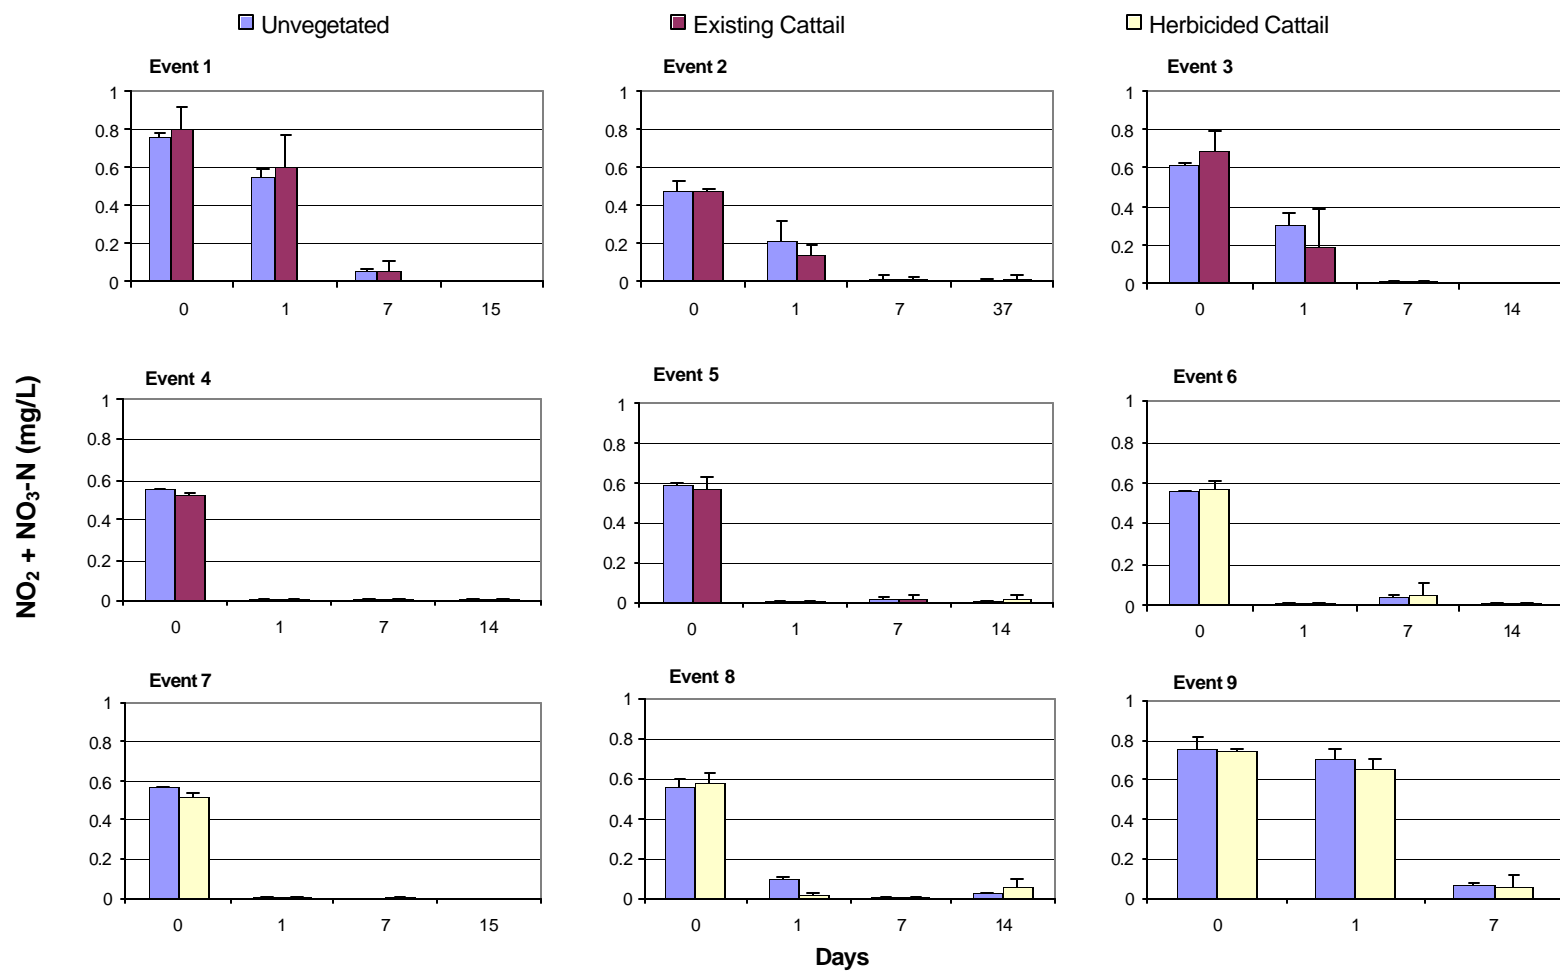 Unvegetated Existing Cattail Herbicided Cattail
Event 1
1
0.8
0.6
0.4
0.2
0
0 1 7 15
Event 2
1
0.8
0.6
0.4
0.2
0
0 1 7 37
Event 3
1
0.8
0.6
0.4
0.2
0
0 1 7 14
NO₂ + NO₃-N (mg/L)
Event 4
1
0.8
0.6
0.4
0.2
0
0 1 7 14
Event 5
1
0.8
0.6
0.4
0.2
0
0 1 7 14
Event 6
1
0.8
0.6
0.4
0.2
0
0 1 7 14
Event 7
1
0.8
0.6
0.4
0.2
0
0 1 7 15
Event 8
1
0.8
0.6
0.4
0.2
0
0 1 7 14
Event 9
1
0.8
0.6
0.4
0.2
0
0 1 7
Days